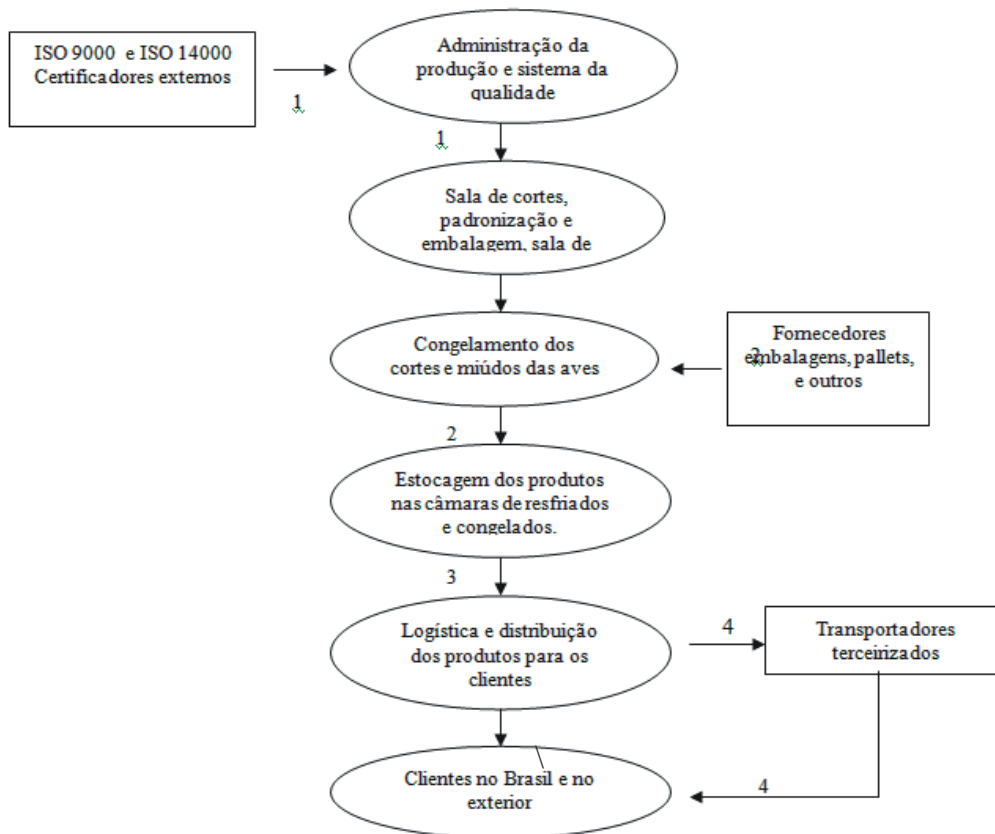 ISO 9000 e ISO 14000
Certificadores externos
1
Administração da
produção e sistema da
qualidade
1
Sala de cortes,
padronização e
embalagem, sala de
Congelamento dos
cortes e miúdos das aves
Fornecedores
embalagens, pallets,
e outros
2
2
Estocagem dos produtos
nas câmaras de resfriados
e congelados.
3
Logística e distribuição
dos produtos para os
clientes
4
Transportadores
terceirizados
Clientes no Brasil e no
exterior
4